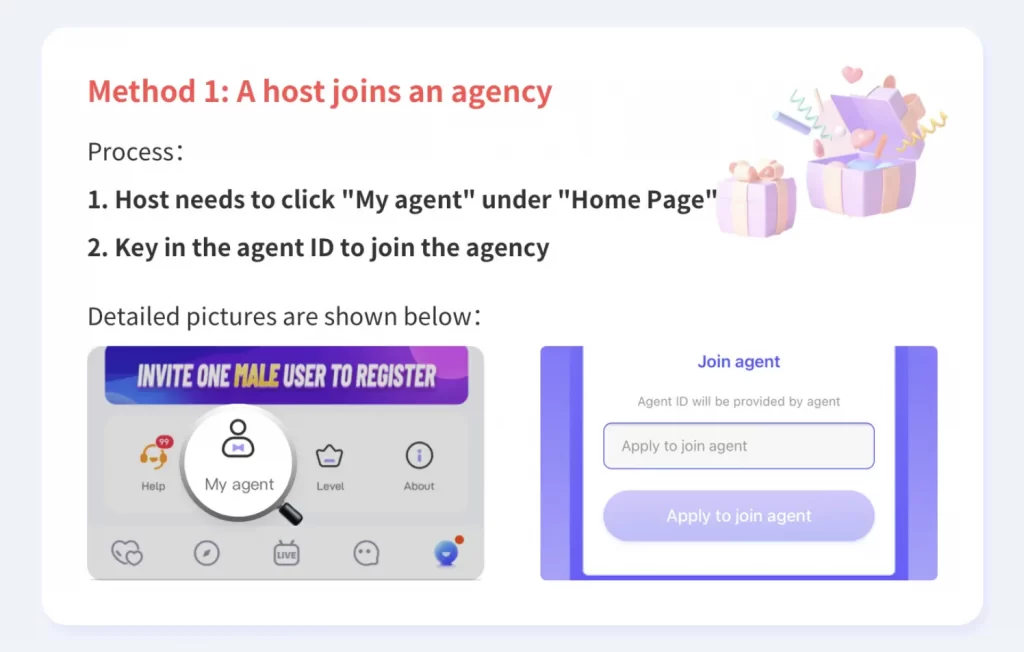 Method 1: A host joins an agency
Process：
1. Host needs to click "My agent" under "Home Page"
2. Key in the agent ID to join the agency
Detailed pictures are shown below：
INVITE ONE MALE USER TO REGISTER
99
Help
My agent
Level
About
LIVE
Join agent
Agent ID will be provided by agent
Apply to join agent
Apply to join agent